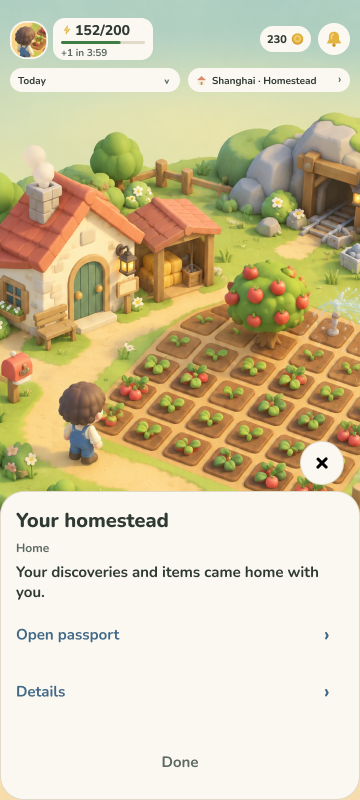 152/200
+1 in 3:59
230
Today
Shanghai · Homestead
Your homestead
Home
Your discoveries and items came home with
you.
Open passport
Details
Done